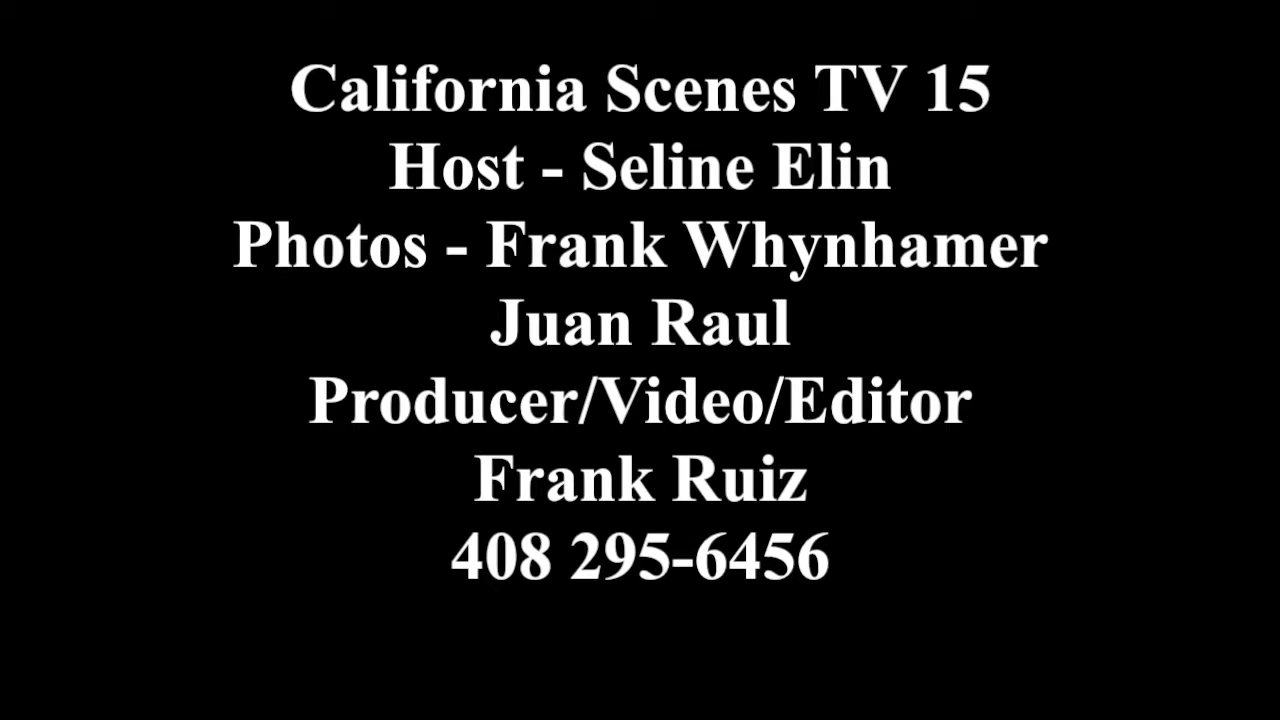 California Scenes TV 15
Host - Seline Elin
Photos - Frank Whynhamer
Juan Raul
Producer/Video/Editor
Frank Ruiz
408 295-6456